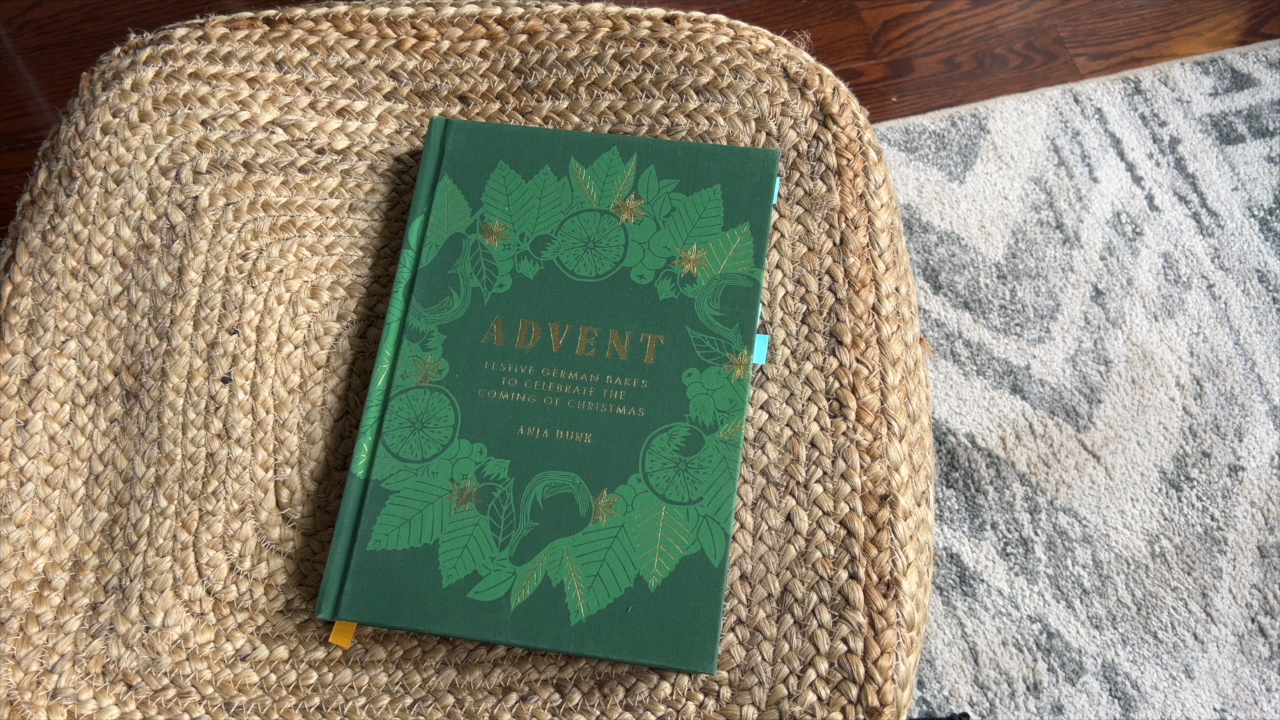 ADVENT
FESTIVE GERMAN BAKES
TO CELEBRATE THE
COMING OF CHRISTMAS
ANJA DUNK